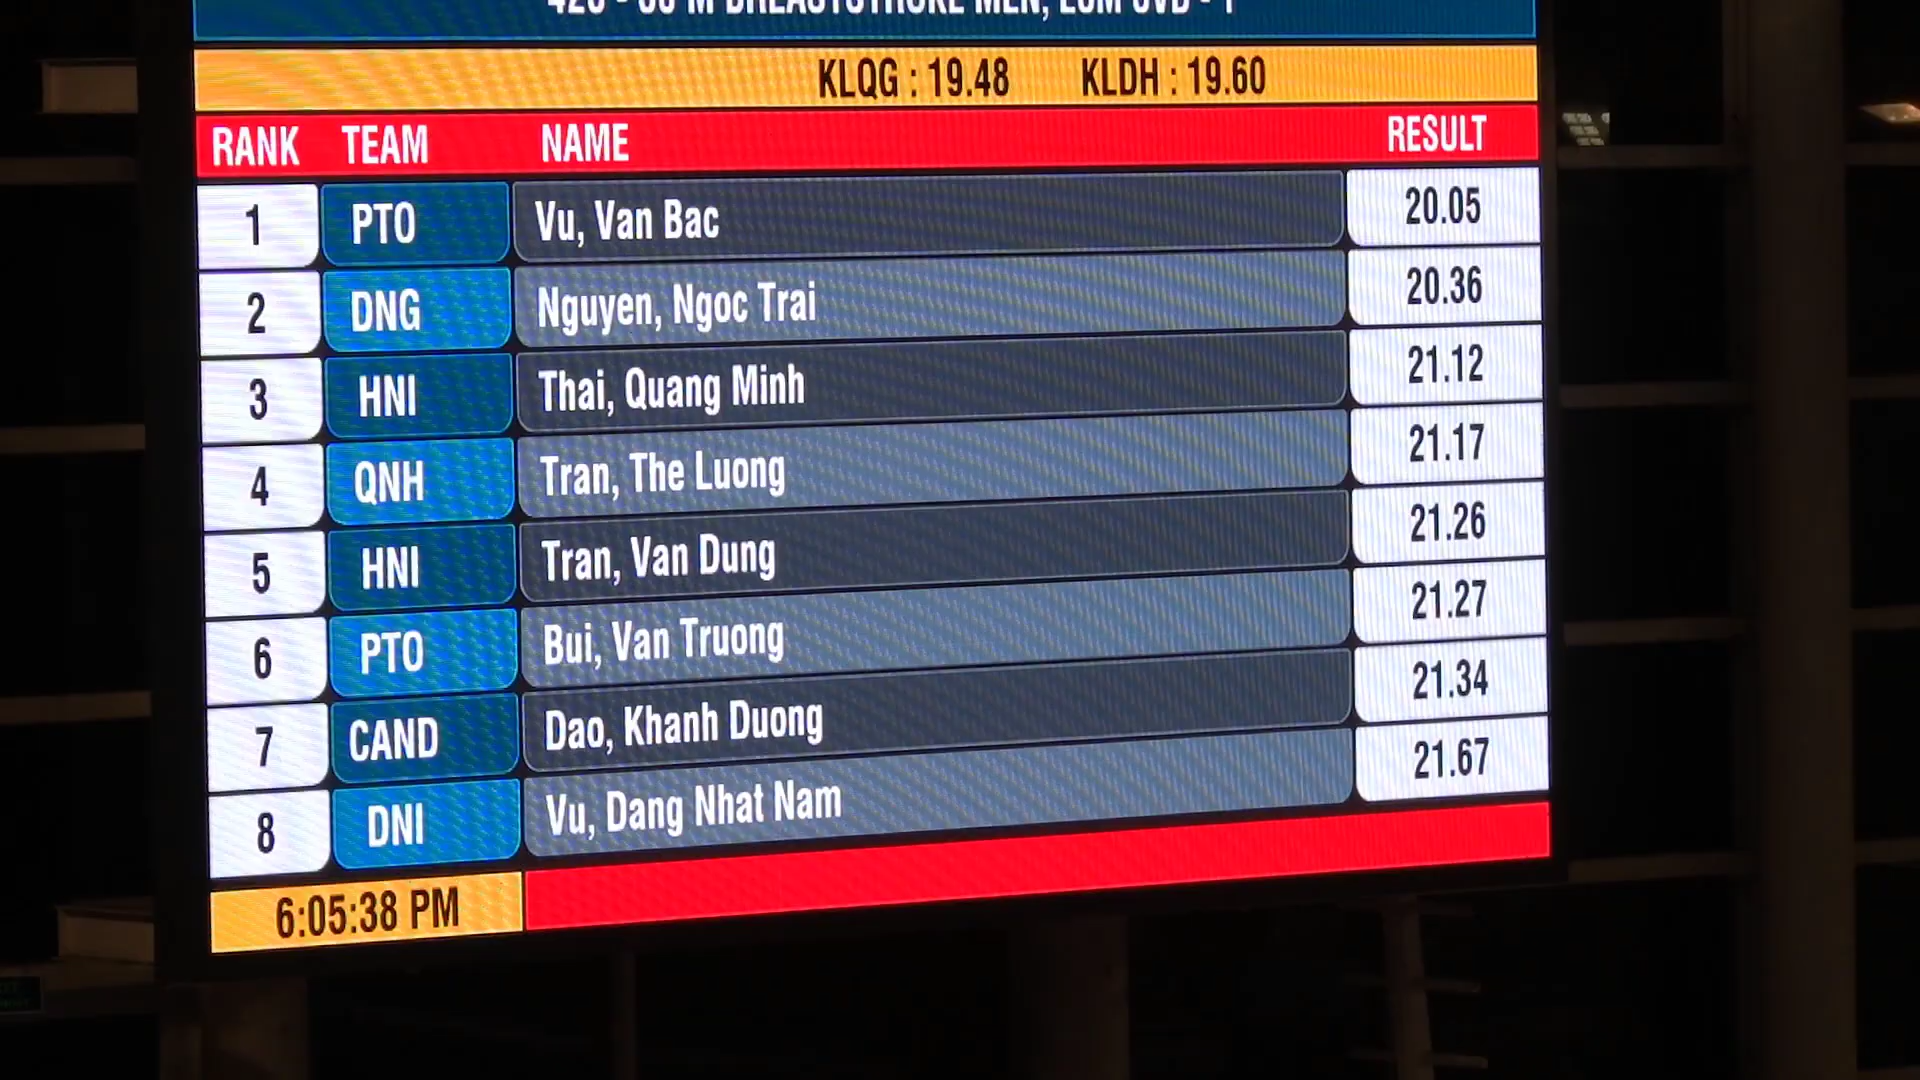 BREASTSTROKE MEN,
KLQG : 19.48 KLDH : 19.60
RANK TEAM NAME RESULT
1 PTO Vu, Van Bac 20.05
2 DNG Nguyen, Ngoc Trai 20.36
3 HNI Thai, Quang Minh 21.12
4 QNH Tran, The Luong 21.17
5 HNI Tran, Van Dung 21.26
6 PTO Bui, Van Truong 21.27
7 CAND Dao, Khanh Duong 21.34
8 DNI Vu, Dang Nhat Nam 21.67
6:05:38 PM